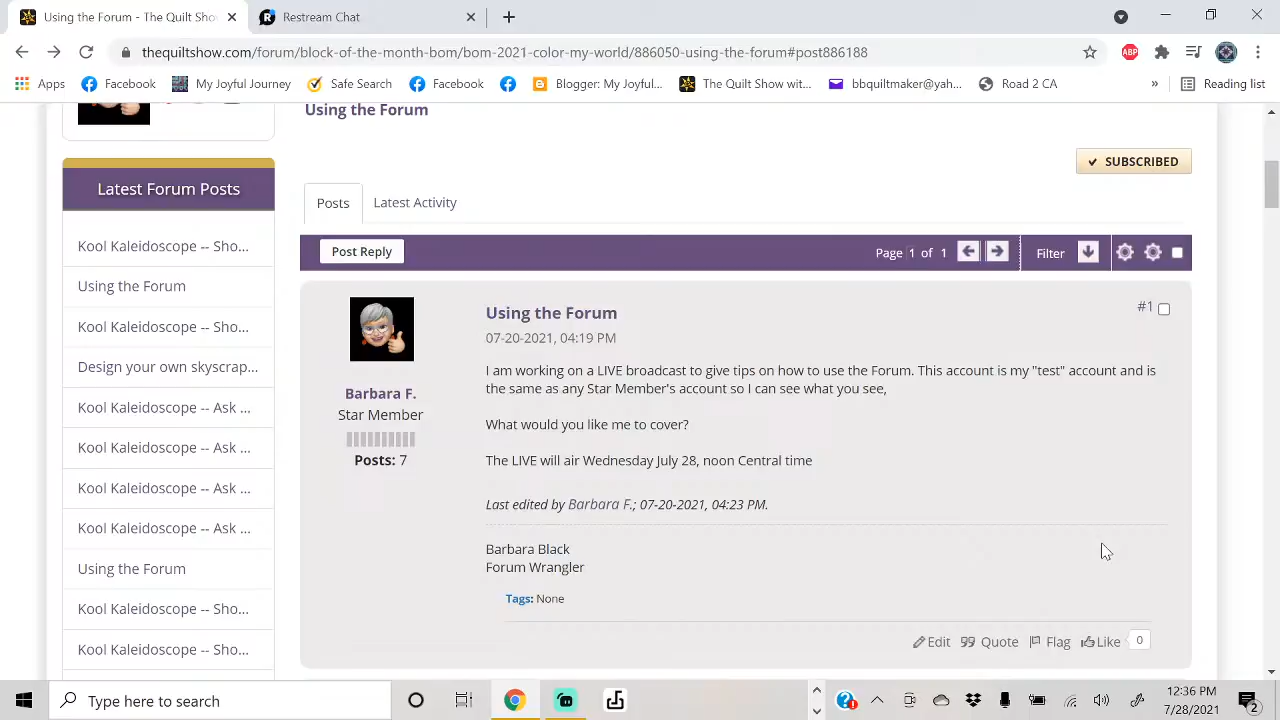 Using the Forum - The Quilt Posts
Restream Chat
thequiltshow.com/forum/block-of-the-month-bom/bom-2021-color-my-world/886050-using-the-forum#post886188
ABP
Apps
Facebook
My Joyful Journey
Safe Search
Facebook
Blogger: My Joyful...
The Quilt Show wit...
bbquiltmaker@yah...
Road 2 CA
»
Reading list
Using the Forum
SUBSCRIBED
Latest Forum Posts
Kool Kaleidoscope -- Sho...
Using the Forum
Kool Kaleidoscope -- Sho...
Design your own skyscrap...
Kool Kaleidoscope -- Ask ...
Kool Kaleidoscope -- Ask ...
Kool Kaleidoscope -- Ask ...
Kool Kaleidoscope -- Ask ...
Using the Forum
Kool Kaleidoscope -- Sho...
Kool Kaleidoscope -- Sho...
Posts
Latest Activity
Post Reply
Page 1 of 1
Filter
Barbara F.
Star Member
Posts: 7
Using the Forum
#1
07-20-2021, 04:19 PM
I am working on a LIVE broadcast to give tips on how to use the Forum. This account is my "test" account and is
the same as any Star Member's account so I can see what you see,
What would you like me to cover?
The LIVE will air Wednesday July 28, noon Central time
Last edited by Barbara F.; 07-20-2021, 04:23 PM.
Barbara Black
Forum Wrangler
Tags: None
Edit
Quote
Flag
Like
0
Type here to search
12:36 PM
7/28/2021
2